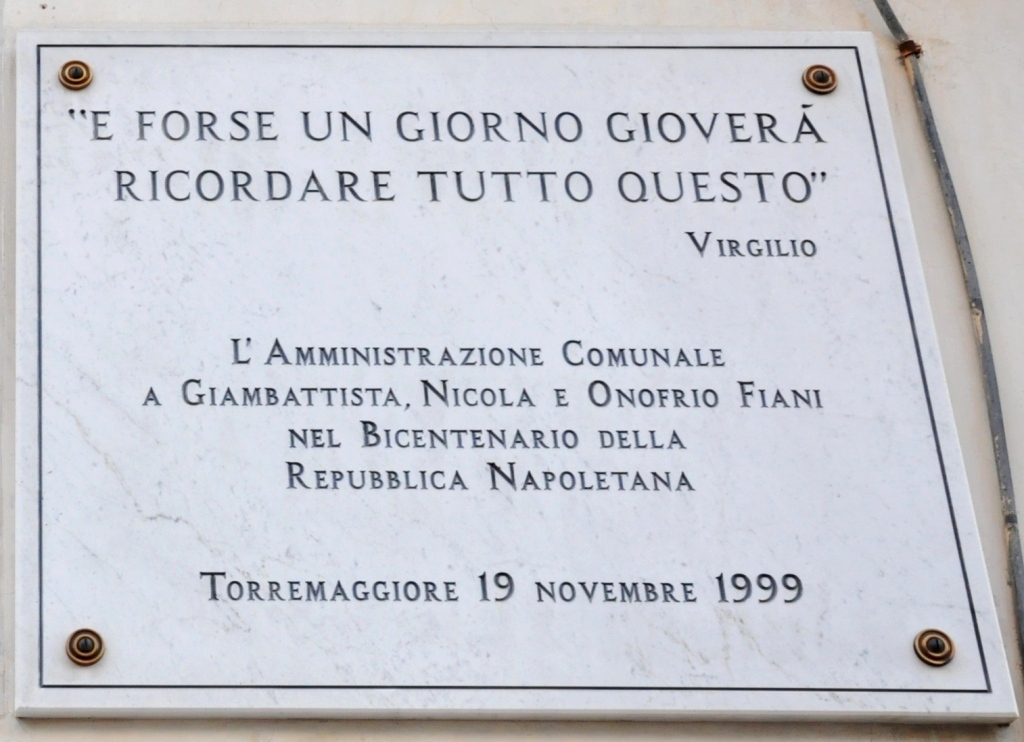 "E FORSE UN GIORNO GIOVERÀ
RICORDARE TUTTO QUESTO"
VIRGILIO
L'AMMINISTRAZIONE COMUNALE
A GIAMBATTISTA, NICOLA E ONOFRIO FIANI
NEL BICENTENARIO DELLA
REPUBBLICA NAPOLETANA
TORREMAGGIORE 19 NOVEMBRE 1999